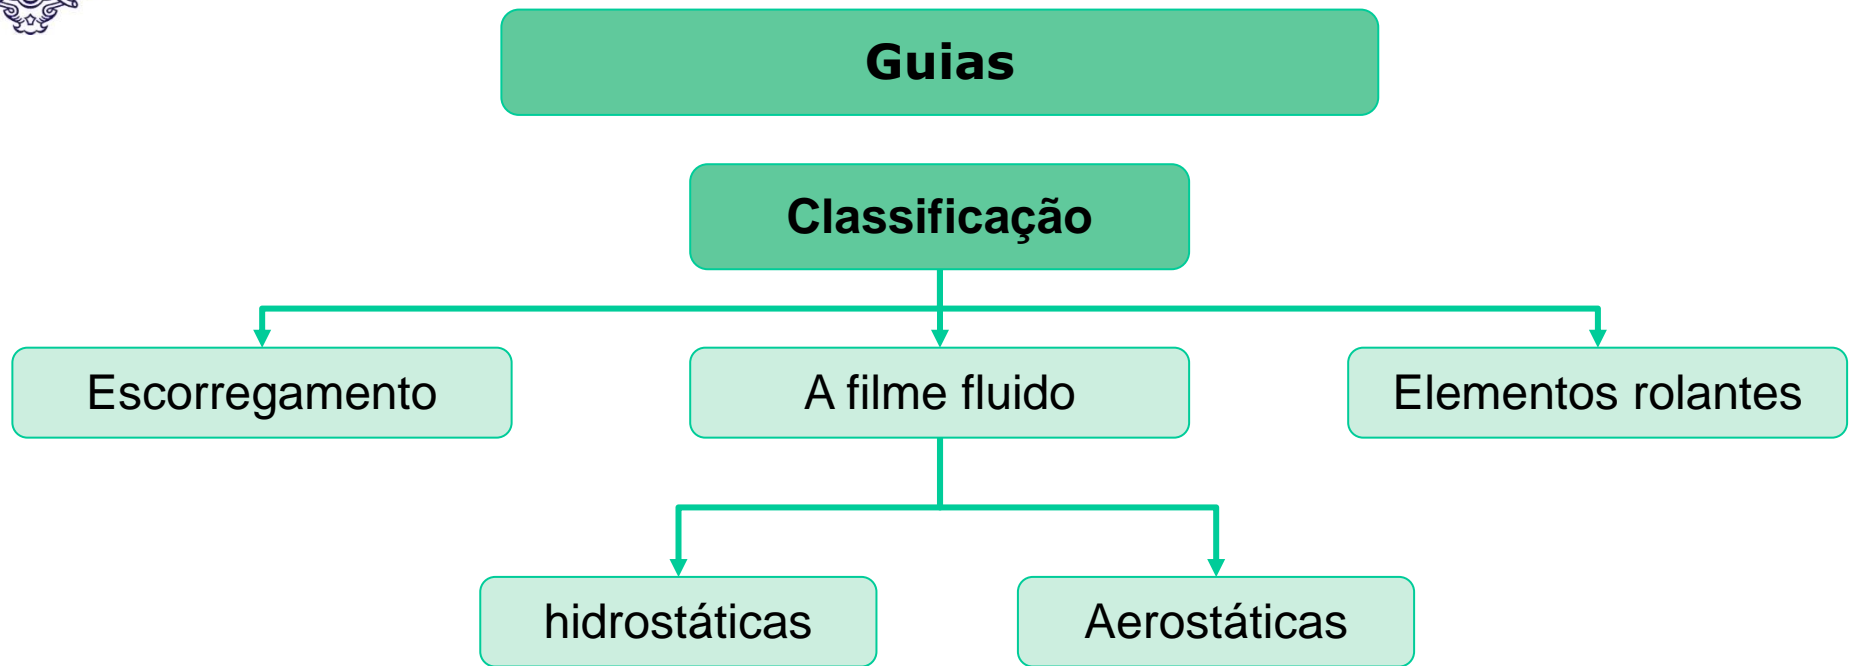 Guias
Classificação
Escorregamento
A filme fluido
Elementos rolantes
hidrostáticas
Aerostáticas